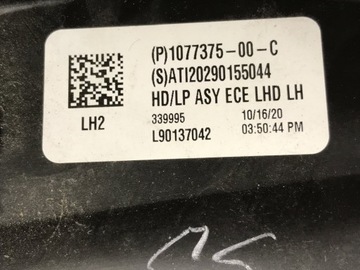 (P)1077375-00-C
(S)ATI20290155044
HD/LP ASY ECE LHD LH
LH2
339995 10/16/20
L90137042 03:50:44 PM